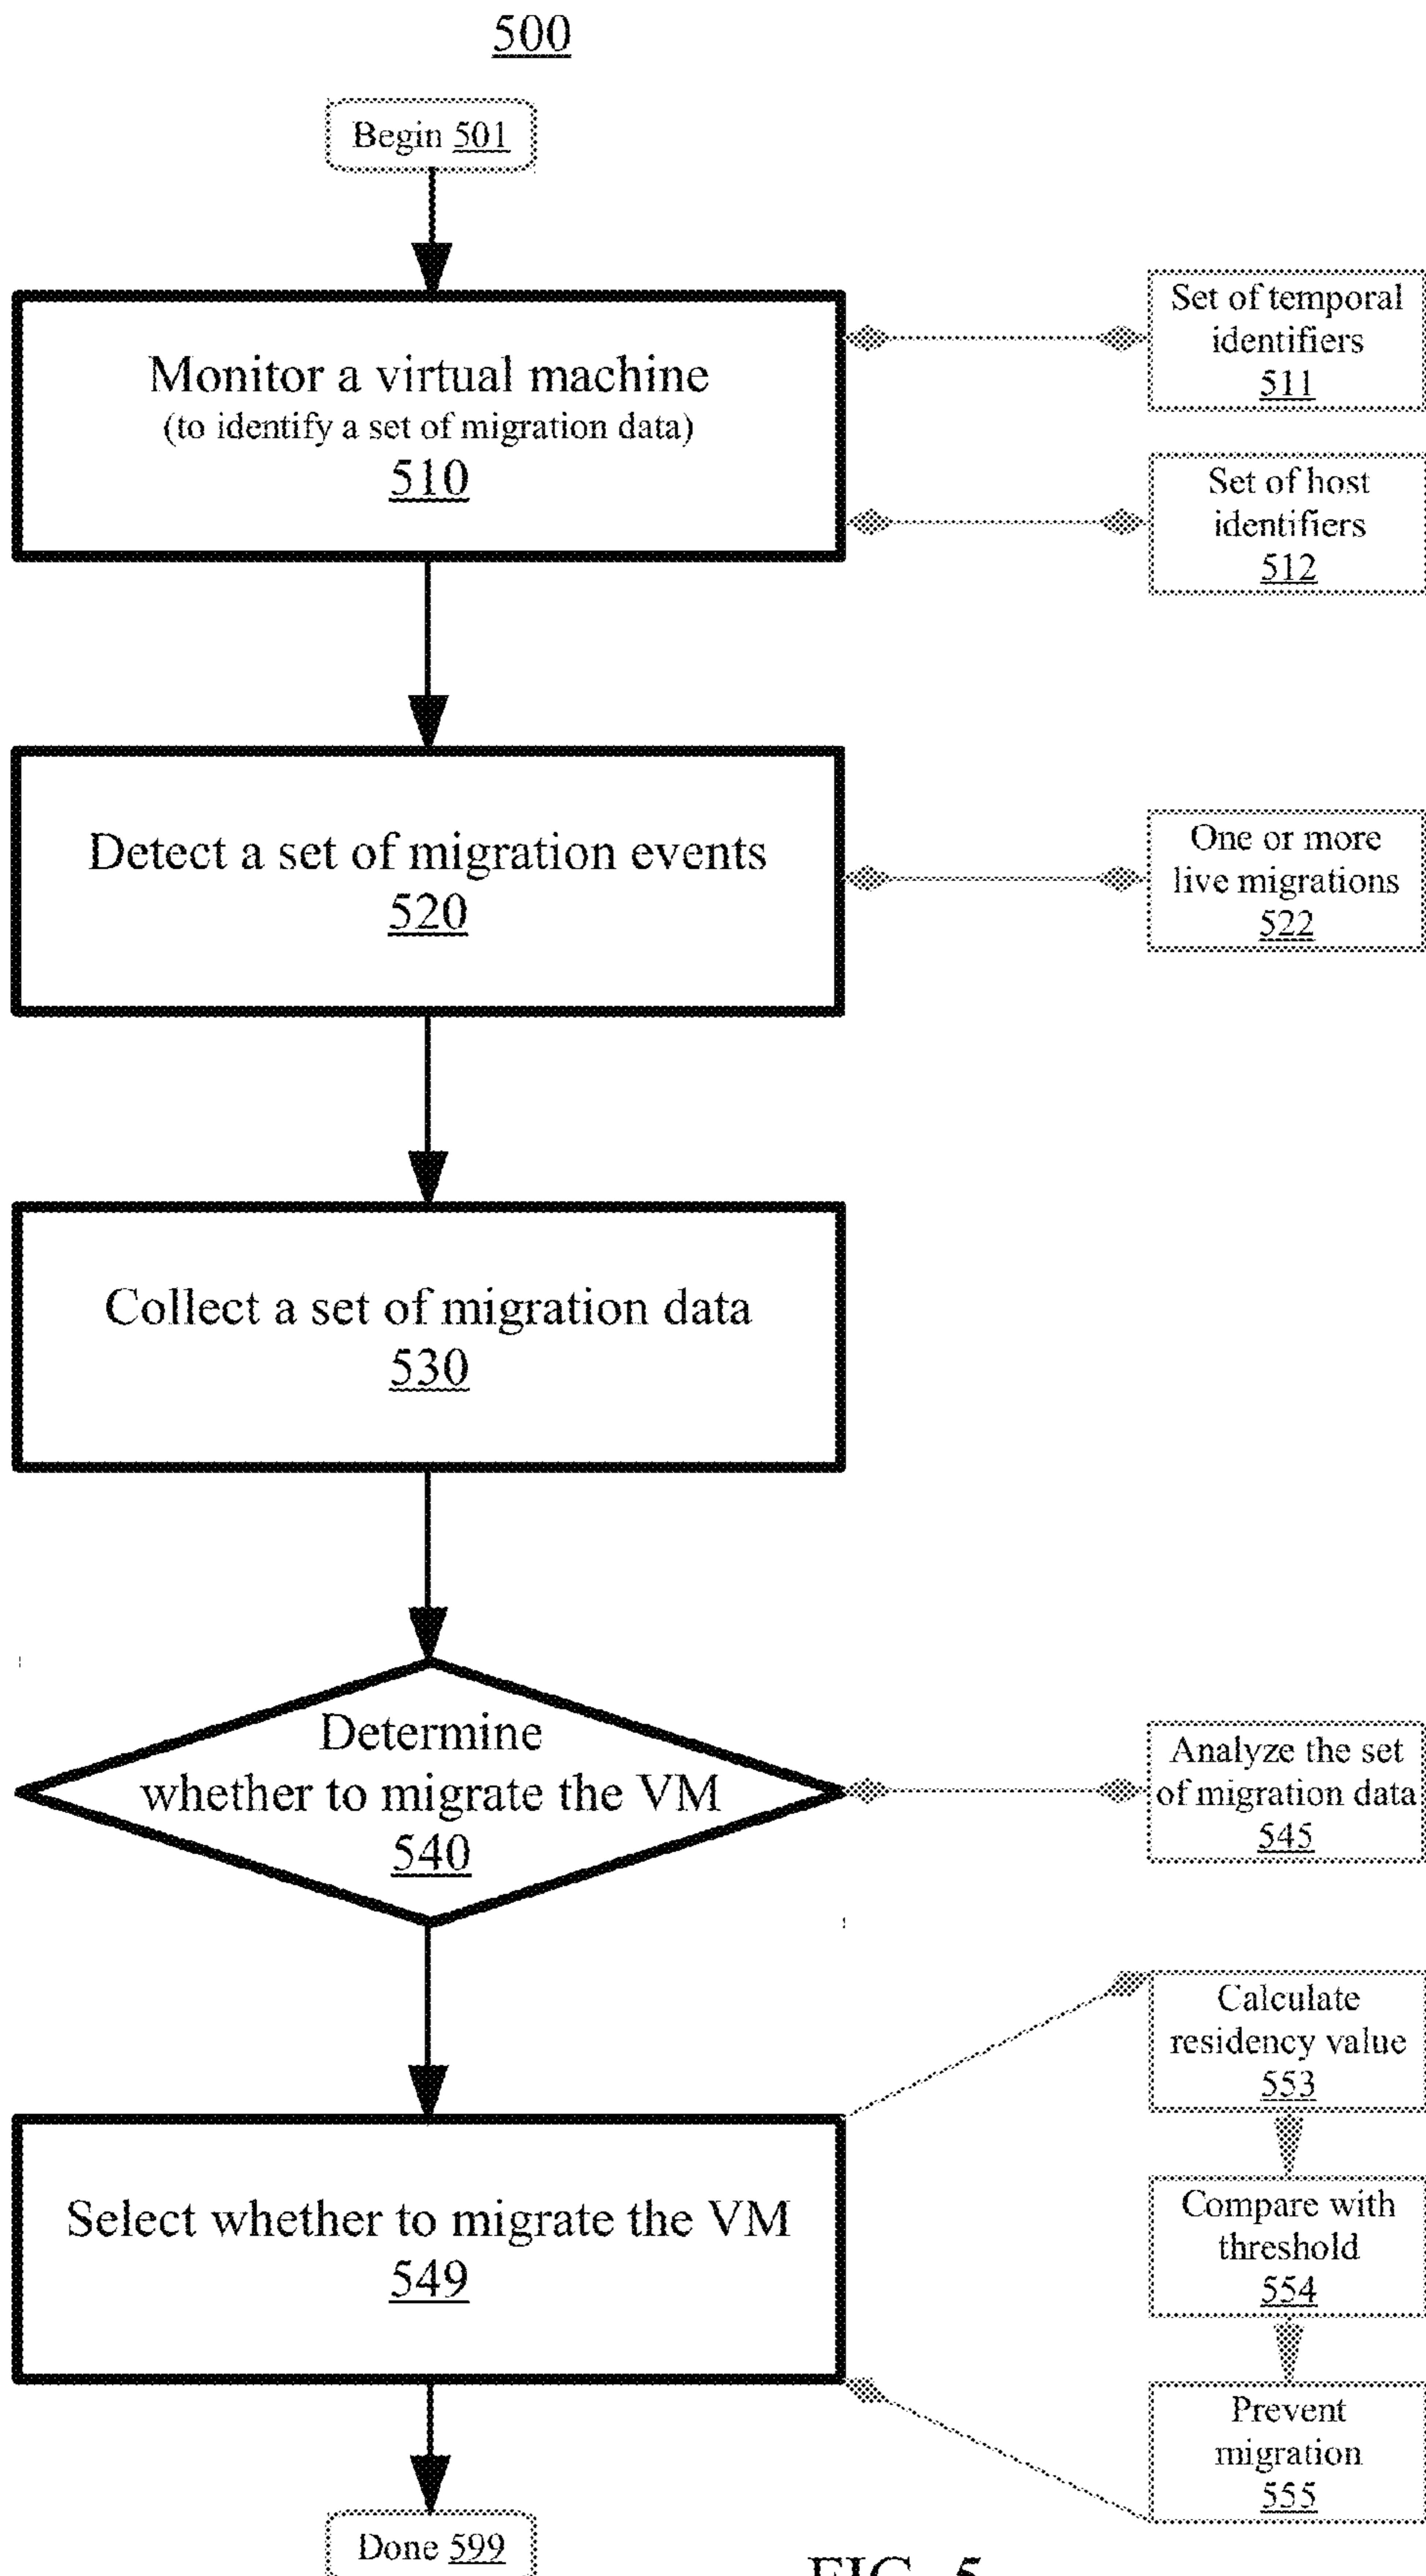 500
Begin 501
Monitor a virtual machine
(to identify a set of migration data)
510
Set of temporal
identifiers
511
Set of host
identifiers
512
Detect a set of migration events
520
One or more
live migrations
522
Collect a set of migration data
530
Determine
whether to migrate the VM
540
Analyze the set
of migration data
545
Select whether to migrate the VM
549
Calculate
residency value
553
Compare with
threshold
554
Prevent
migration
555
Done 599
FIG. 5